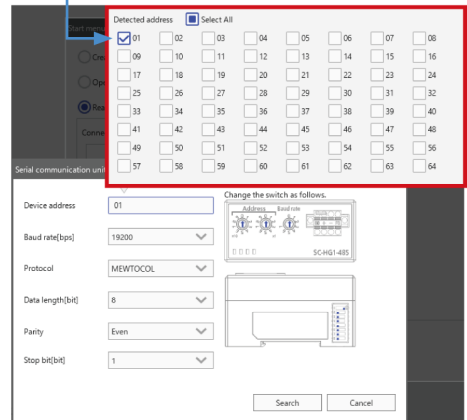 Detected address Select All
01 02 03 04 05 06 07 08
09 10 11 12 13 14 15 16
17 18 19 20 21 22 23 24
25 26 27 28 29 30 31 32
33 34 35 36 37 38 39 40
41 42 43 44 45 46 47 48
49 50 51 52 53 54 55 56
57 58 59 60 61 62 63 64
Start menu
Conne
Serial communication unit
Change the switch as follows.
Device address 01
Address Baud rate
Baud rate[bps] 19200
SC-HG1-485
Protocol MEWTOCOL
Data length[bit] 8
Parity Even
Stop bit[bit] 1
Search Cancel